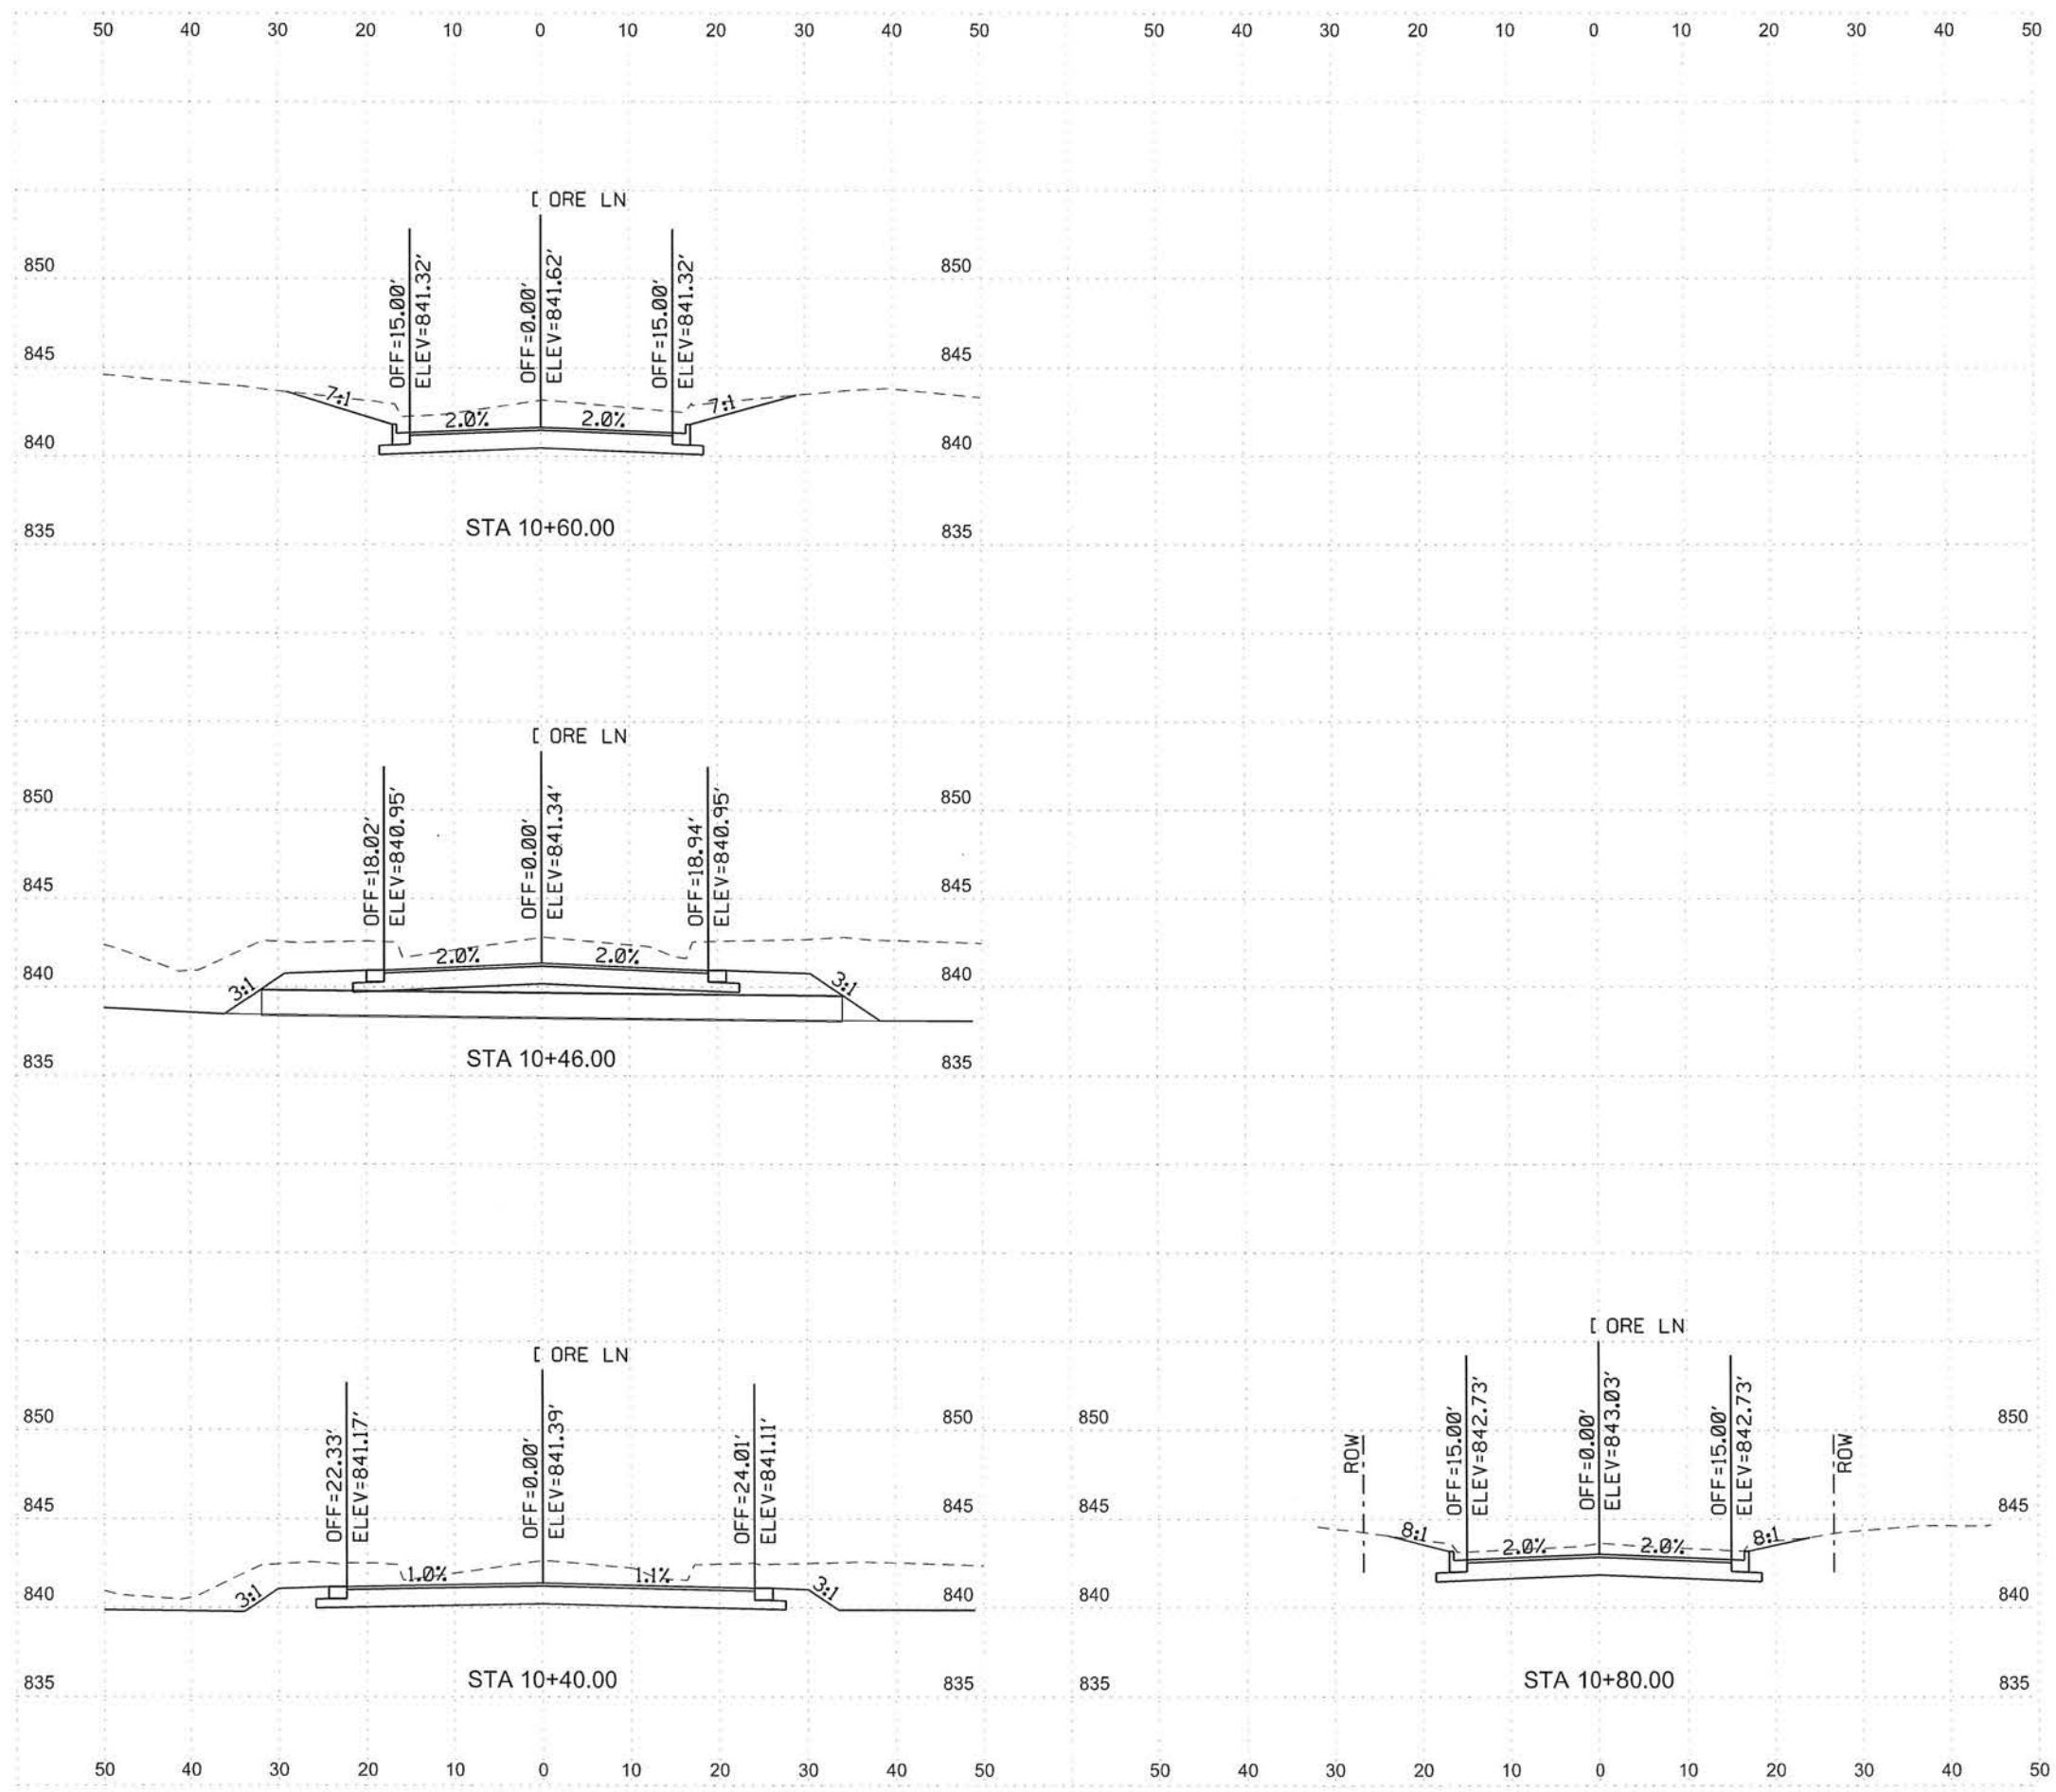 50 40 30 20 10 0 10 20 30 40 50 50 40 30 20 10 0 10 20 30 40 50
[ ORE LN
850 850
OFF=15.00′
ELEV=841.32′
OFF=0.00′
ELEV=841.62′
OFF=15.00′
ELEV=841.32′
845 845
7:1 7:1
2.0% 2.0%
840 840
835 STA 10+60.00 835
[ ORE LN
850 850
OFF=18.02′
ELEV=840.95′
OFF=0.00′
ELEV=841.34′
OFF=18.94′
ELEV=840.95′
845 845
2.0% 2.0%
840 840
3:1 3:1
835 STA 10+46.00 835
[ ORE LN
850 850
OFF=22.33′
ELEV=841.17′
OFF=0.00′
ELEV=841.39′
OFF=24.01′
ELEV=841.11′
845 845
1.0% 1.1%
840 840
3:1 3:1
835 STA 10+40.00 835
[ ORE LN
850 850
ROW
OFF=15.00′
ELEV=842.73′
OFF=0.00′
ELEV=843.03′
OFF=15.00′
ELEV=842.73′
ROW
845 845
8:1 8:1
2.0% 2.0%
840 840
835 STA 10+80.00 835
50 40 30 20 10 0 10 20 30 40 50 50 40 30 20 10 0 10 20 30 40 50